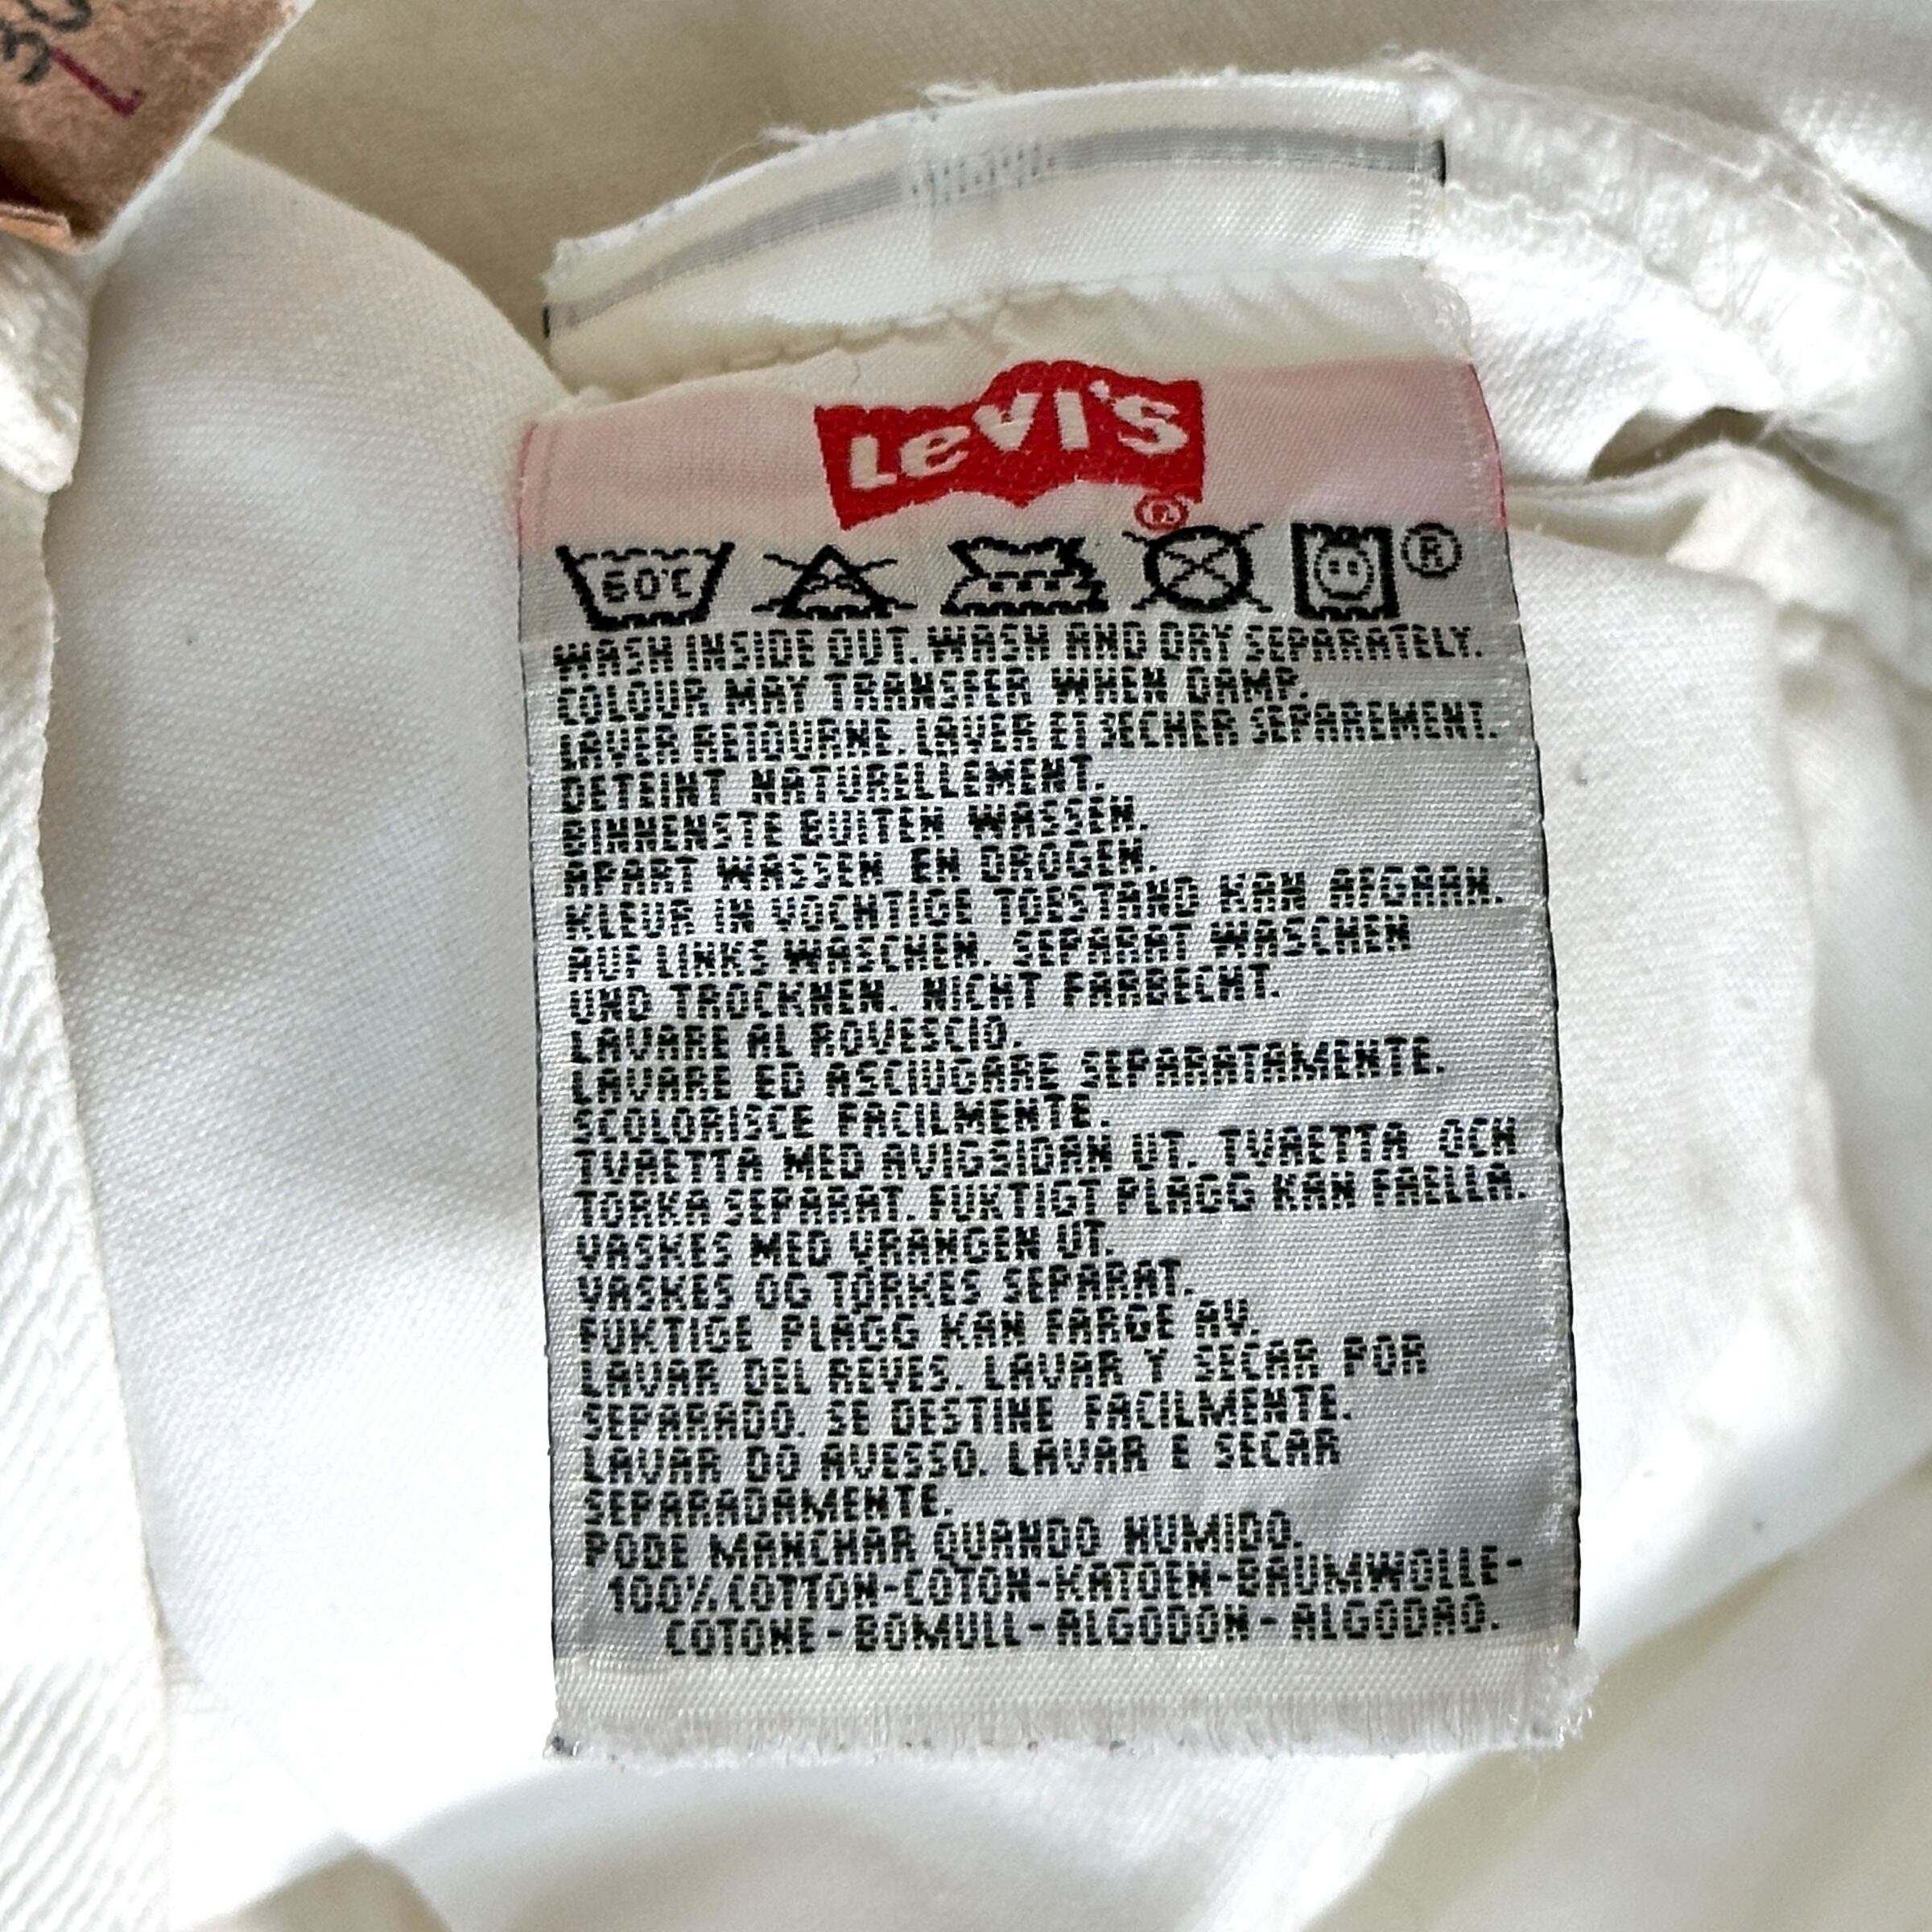 30
LEVI'S
®
60°C
®
WASH INSIDE OUT. WASH AND DRY SEPARATELY.
COLOUR MAY TRANSFER WHEN DAMP.
LAVER RETOURNE. LAVER ET SECHER SEPAREMENT.
DETEINT NATURELLEMENT.
BINNENSTE BUITEN WASSEN.
APART WASSEN EN DROGEN.
KLEUR IN VOCHTIGE TOESTAND KAN AFGAAN.
AUF LINKS WASCHEN. SEPARAT WASCHEN
UND TROCKNEN. NICHT FARBECHT.
LAVARE AL ROVESCIO.
LAVARE ED ASCIUGARE SEPARATAMENTE.
SCOLORISCE FACILMENTE.
TVAETTA MED AVIGSIDAN UT. TVAETTA OCH
TORKA SEPARAT. FUKTIGT PLAGG KAN FAELLA.
VASKES MED VRANGEN UT.
VASKES OG TORKES SEPARAT.
FUKTIGE PLAGG KAN FARGE AV.
LAVAR DEL REVES. LAVAR Y SECAR POR
SEPARADO. SE DESTINE FACILMENTE.
LAVAR DO AVESSO. LAVAR E SECAR
SEPARADAMENTE.
PODE MANCHAR QUANDO HUMIDO.
100% COTTON-COTON-KATOEN-BAUMWOLLE-
COTONE-BOMULL-ALGODON-ALGODAO.